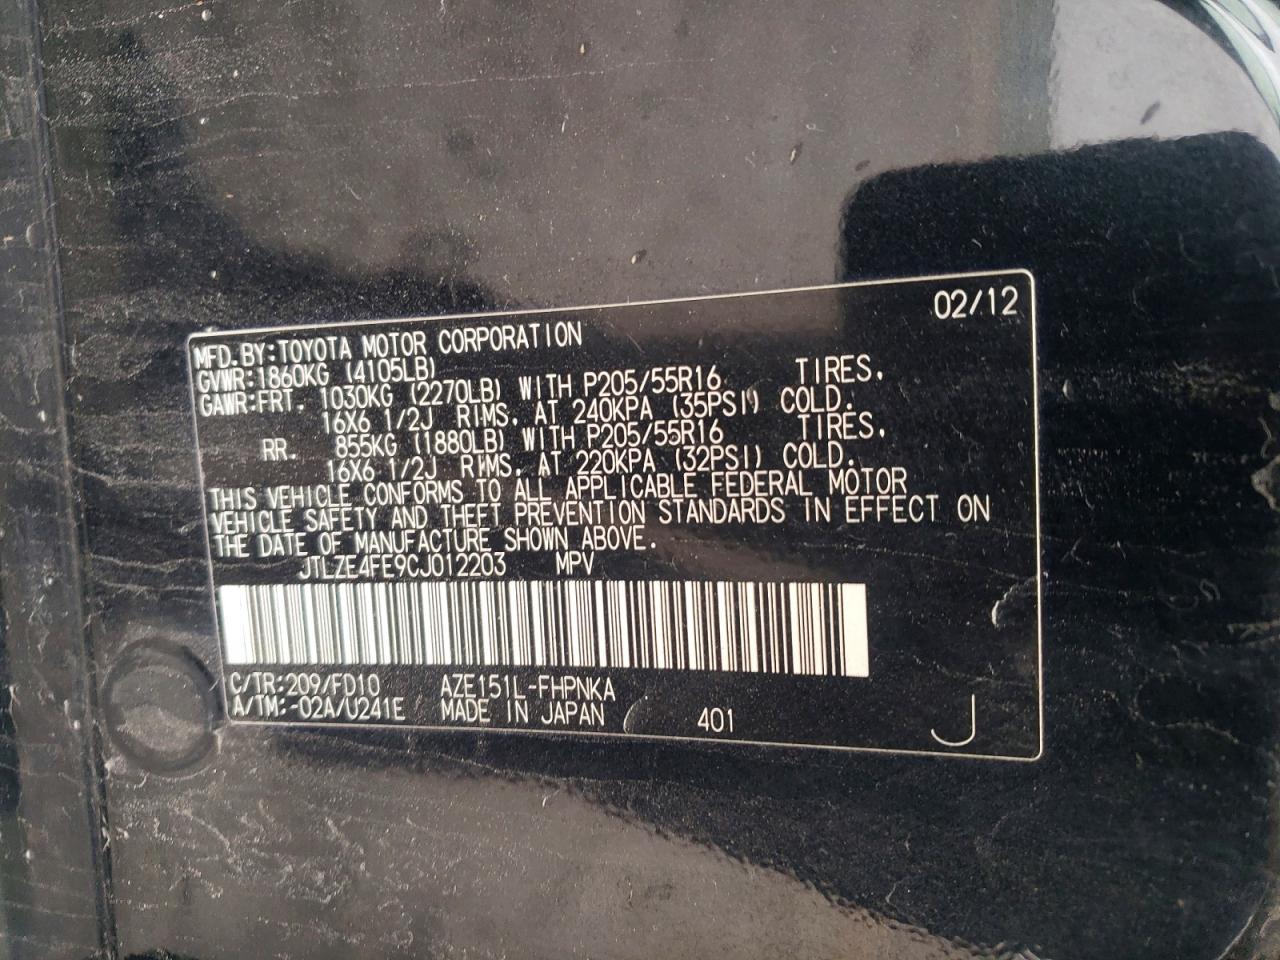 02/12
MFD.BY:TOYOTA MOTOR CORPORATION
GVWR:1860KG (4105LB)
GAWR:FRT. 1030KG (2270LB) WITH P205/55R16 TIRES.
16X6 1/2J RIMS, AT 240KPA (35PSI) COLD.
RR. 855KG (1880LB) WITH P205/55R16 TIRES.
16X6 1/2J RIMS, AT 220KPA (32PSI) COLD.
THIS VEHICLE CONFORMS TO ALL APPLICABLE FEDERAL MOTOR
VEHICLE SAFETY AND THEFT PREVENTION STANDARDS IN EFFECT ON
THE DATE OF MANUFACTURE SHOWN ABOVE.
JTLZE4FE9CJ012203 MPV
C/TR:209/FD10 AZE151L-FHPNKA
A/TM:-02A/U241E MADE IN JAPAN 401 J